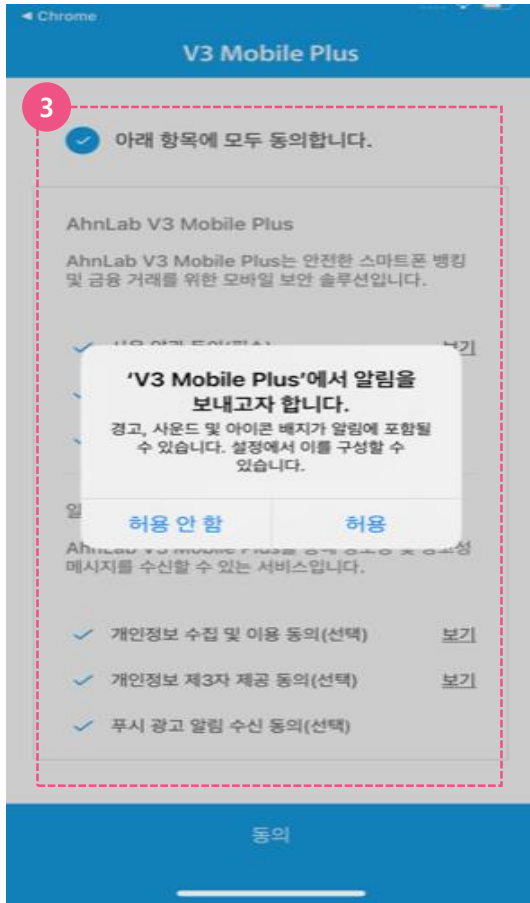 ◀ Chrome
V3 Mobile Plus
3
아래 항목에 모두 동의합니다.
AhnLab V3 Mobile Plus
AhnLab V3 Mobile Plus는 안전한 스마트폰 뱅킹
및 금융 거래를 위한 모바일 보안 솔루션입니다.
보기
'V3 Mobile Plus'에서 알림을
보내고자 합니다.
경고, 사운드 및 아이콘 배지가 알림에 포함될
수 있습니다. 설정에서 이를 구성할 수
있습니다.
허용 안 함
허용
AhnLab V3 Mobile Plus를
메시지를 수신할 수 있는 서비스입니다.
개인정보 수집 및 이용 동의(선택) 보기
개인정보 제3자 제공 동의(선택) 보기
푸시 광고 알림 수신 동의(선택)
동의